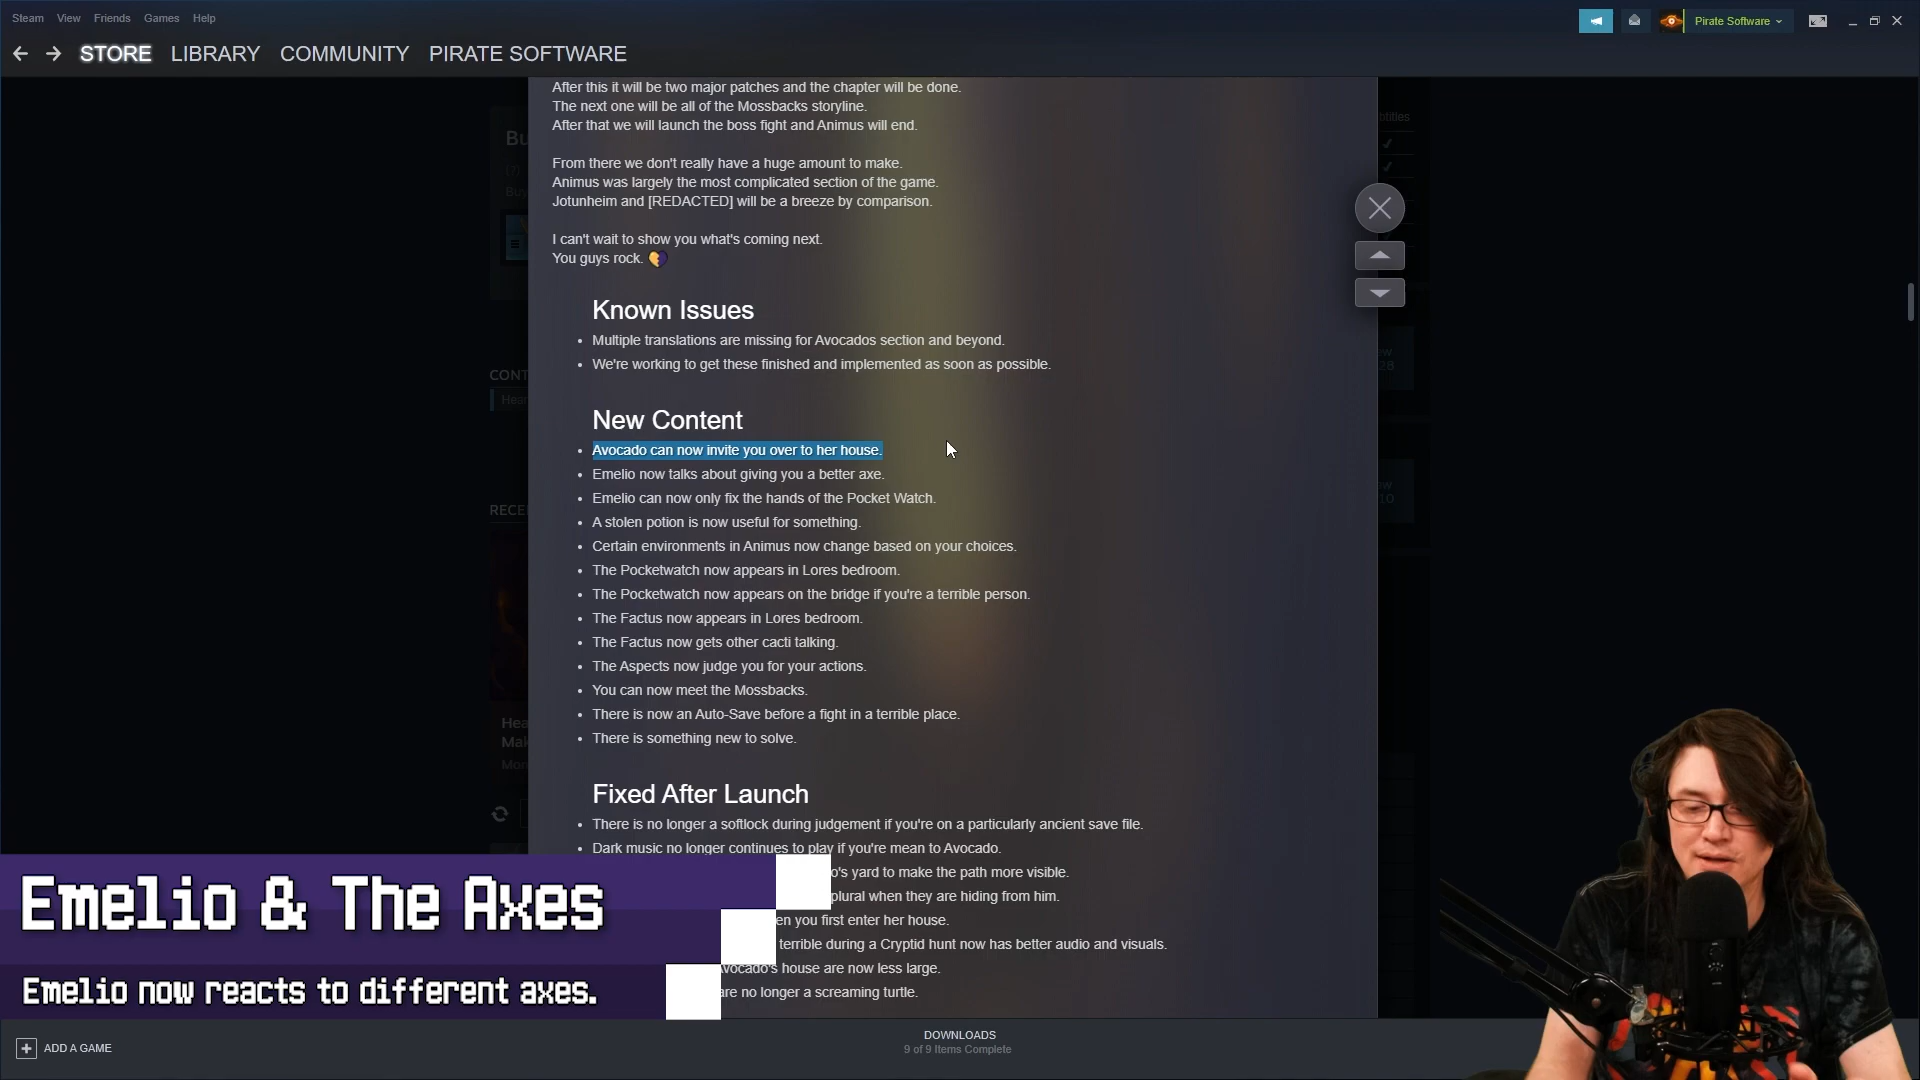 Steam View Friends Games Help
Pirate Software
STORE LIBRARY COMMUNITY PIRATE SOFTWARE
After this it will be two major patches and the chapter will be done.
The next one will be all of the Mossbacks storyline.
After that we will launch the boss fight and Animus will end.
From there we don't really have a huge amount to make.
Animus was largely the most complicated section of the game.
Jotunheim and [REDACTED] will be a breeze by comparison.
I can't wait to show you what's coming next.
You guys rock.
Known Issues
Multiple translations are missing for Avocados section and beyond.
We're working to get these finished and implemented as soon as possible.
New Content
Avocado can now invite you over to her house.
Emelio now talks about giving you a better axe.
Emelio can now only fix the hands of the Pocket Watch.
A stolen potion is now useful for something.
Certain environments in Animus now change based on your choices.
The Pocketwatch now appears in Lores bedroom.
The Pocketwatch now appears on the bridge if you're a terrible person.
The Factus now appears in Lores bedroom.
The Factus now gets other cacti talking.
The Aspects now judge you for your actions.
You can now meet the Mossbacks.
There is now an Auto-Save before a fight in a terrible place.
There is something new to solve.
Fixed After Launch
There is no longer a softlock during judgement if you're on a particularly ancient save file.
Dark music no longer continues to play if you're mean to Avocado.
o's yard to make the path more visible.
plural when they are hiding from him.
en you first enter her house.
terrible during a Cryptid hunt now has better audio and visuals.
vocado's house are now less large.
are no longer a screaming turtle.
Emelio & The Axes
Emelio now reacts to different axes.
ADD A GAME
DOWNLOADS
9 of 9 Items Complete